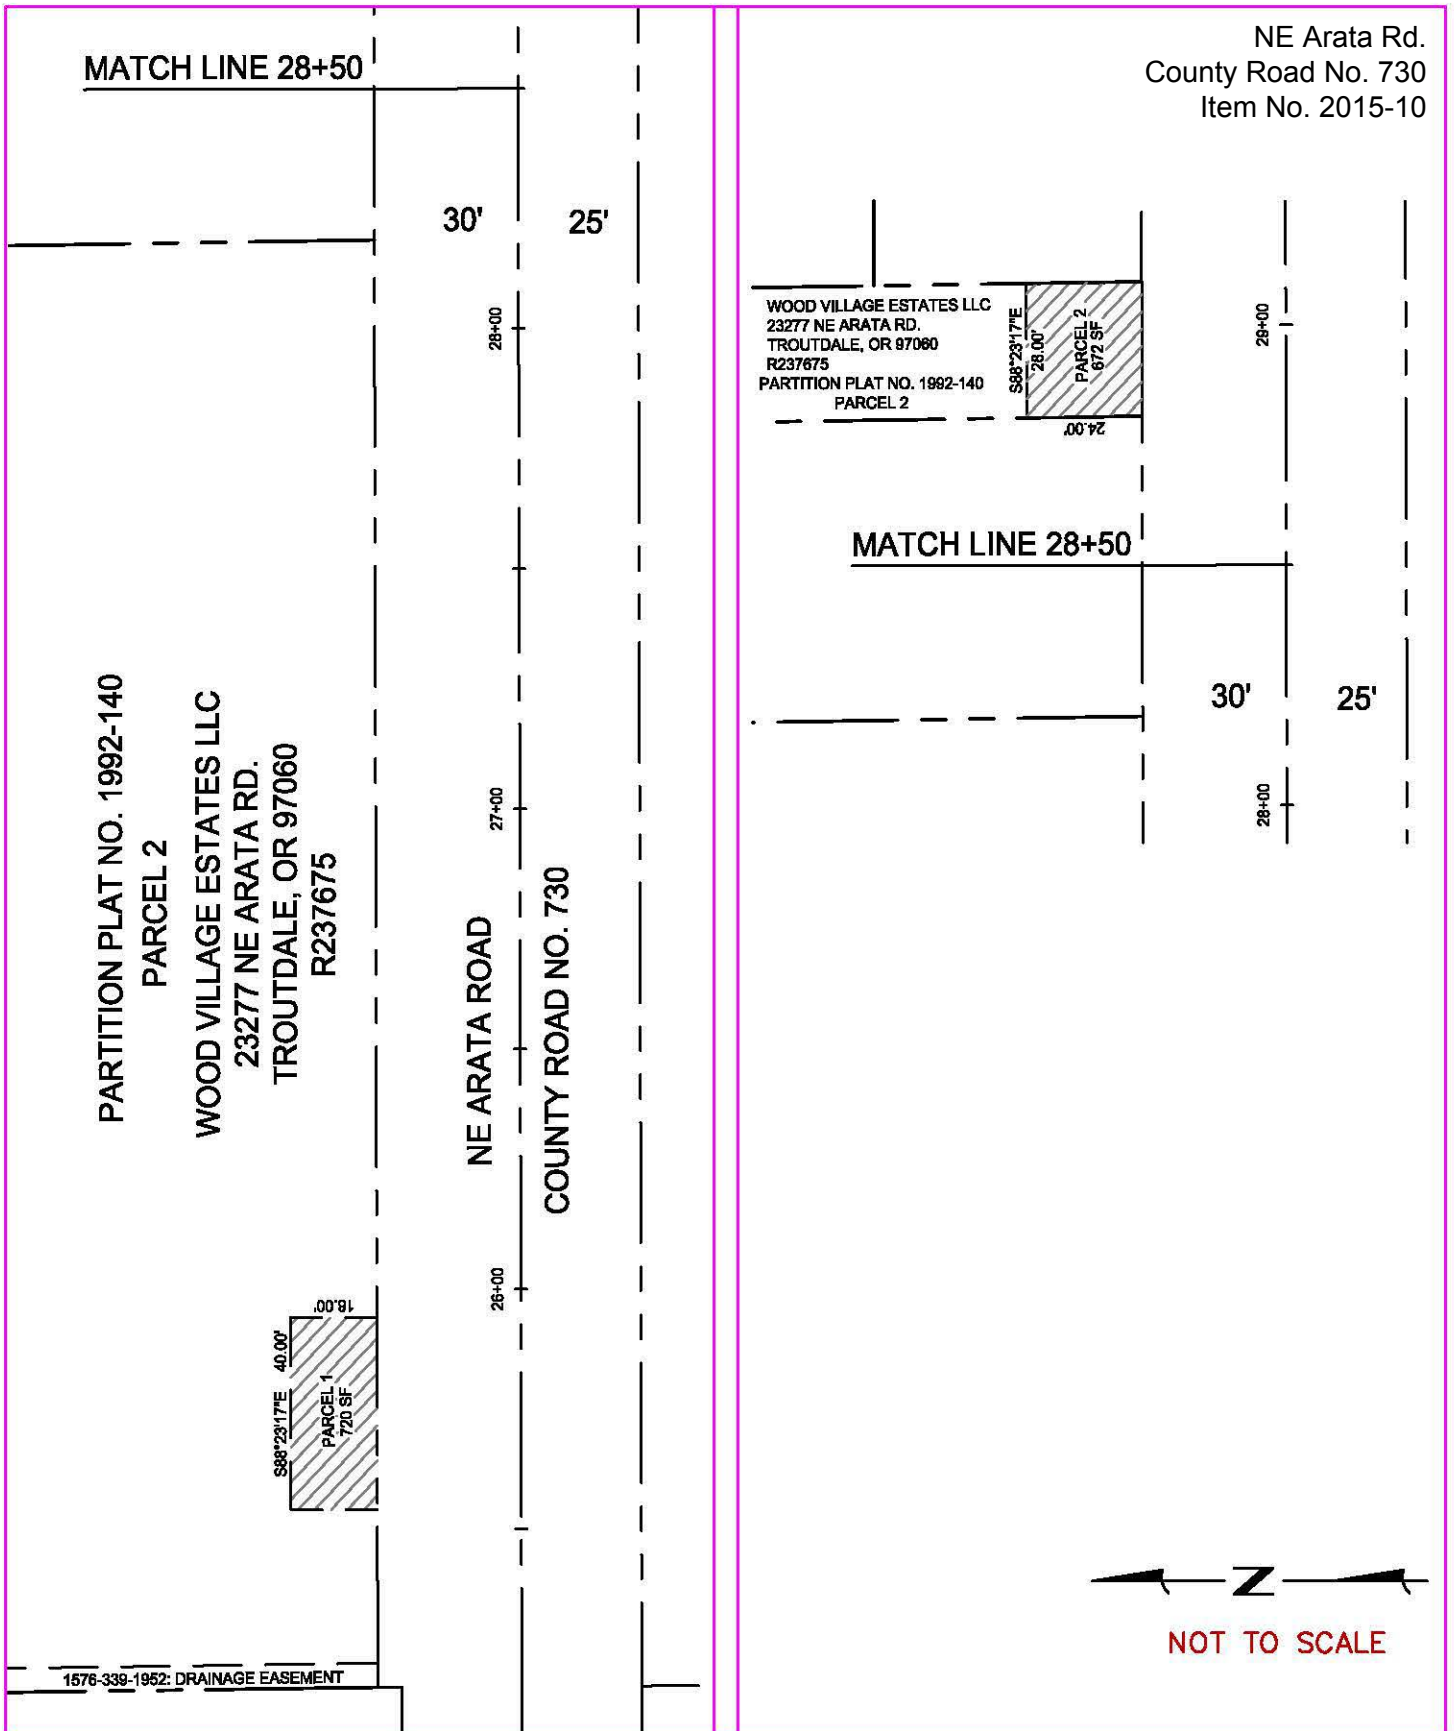 NE Arata Rd.
County Road No. 730
Item No. 2015-10
MATCH LINE 28+50
30'
25'
28+00
PARTITION PLAT NO. 1992-140
PARCEL 2
WOOD VILLAGE ESTATES LLC
23277 NE ARATA RD.
TROUTDALE, OR 97060
R237675
27+00
NE ARATA ROAD
COUNTY ROAD NO. 730
26+00
18.00'
S88°23'17"E 40.00'
PARCEL 1
720 SF
1576-339-1952: DRAINAGE EASEMENT
WOOD VILLAGE ESTATES LLC
23277 NE ARATA RD.
TROUTDALE, OR 97060
R237675
PARTITION PLAT NO. 1992-140
PARCEL 2
S88°23'17"E
28.00'
PARCEL 2
672 SF
24.00'
29+00
MATCH LINE 28+50
30'
25'
28+00
N
NOT TO SCALE